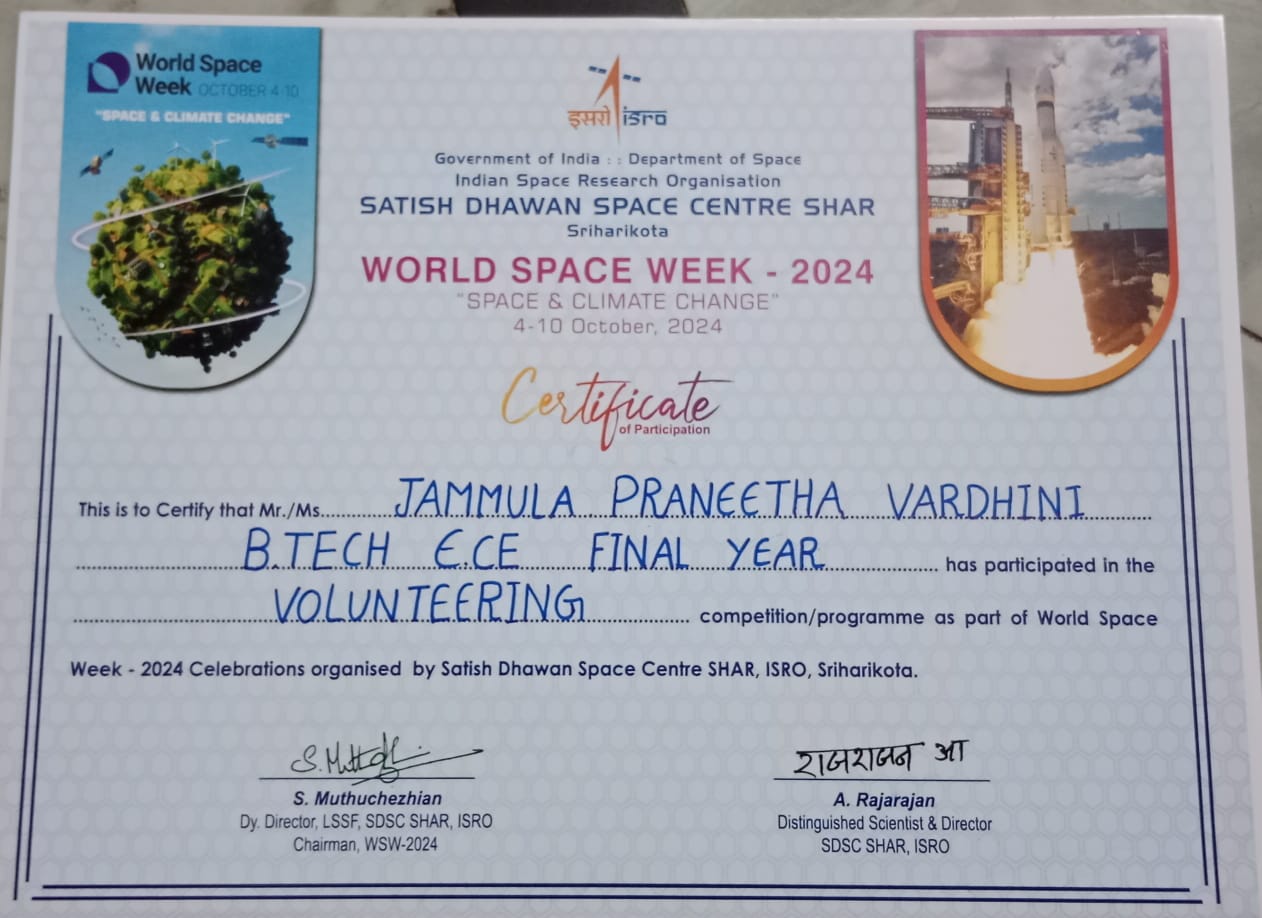 World Space
Week OCTOBER 4-10
"SPACE & CLIMATE CHANGE"
इसरो isro
Government of India : : Department of Space
Indian Space Research Organisation
SATISH DHAWAN SPACE CENTRE SHAR
Sriharikota
WORLD SPACE WEEK - 2024
"SPACE & CLIMATE CHANGE"
4-10 October, 2024
Certificate
of Participation
This is to Certify that Mr./Ms. JAMMULA PRANEETHA VARDHINI
B.TECH E.CE FINAL YEAR has participated in the
VOLUNTEERING competition/programme as part of World Space
Week - 2024 Celebrations organised by Satish Dhawan Space Centre SHAR, ISRO, Sriharikota.
राजराजन आ
S. Muthuchezhian
Dy. Director, LSSF, SDSC SHAR, ISRO
Chairman, WSW-2024
A. Rajarajan
Distinguished Scientist & Director
SDSC SHAR, ISRO